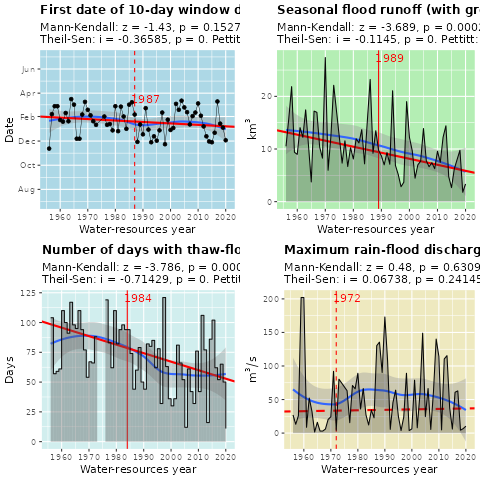 First date of 10-day window d
Mann-Kendall: z = -1.43, p = 0.1527
Theil-Sen: i = -0.36585, p = 0. Pettitt:
Date
Jun
Apr
Feb
Dec
Oct
Aug
1987
1960 1970 1980 1990 2000 2010 2020
Water-resources year
Seasonal flood runoff (with gr
Mann-Kendall: z = -3.689, p = 0.000
Theil-Sen: i = -0.1145, p = 0. Pettitt:
km³
20
10
0
1989
1960 1970 1980 1990 2000 2010 2020
Water-resources year
Number of days with thaw-flo
Mann-Kendall: z = -3.786, p = 0.000
Theil-Sen: i = -0.71429, p = 0. Pettit
Days
125
100
75
50
25
0
1984
1960 1970 1980 1990 2000 2010 2020
Water-resources year
Maximum rain-flood discharg
Mann-Kendall: z = 0.48, p = 0.6309
Theil-Sen: i = 0.06738, p = 0.24145
m³/s
200
150
100
50
0
1972
1960 1970 1980 1990 2000 2010 2020
Water-resources year